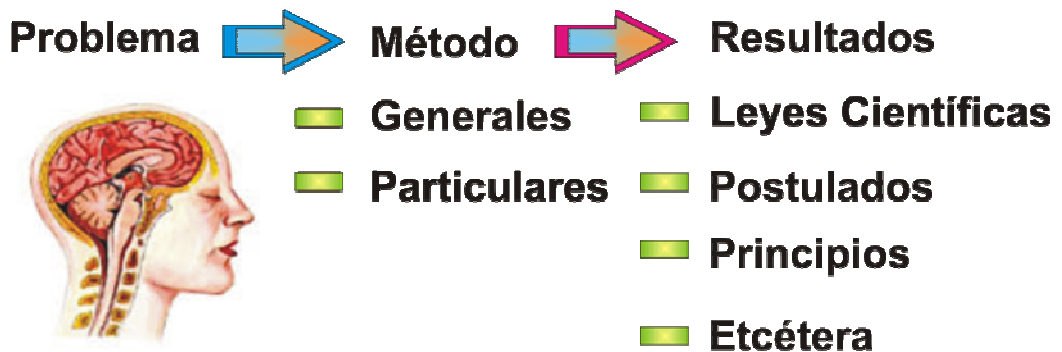 Problema Método Resultados
Generales
Particulares
Leyes Científicas
Postulados
Principios
Etcétera